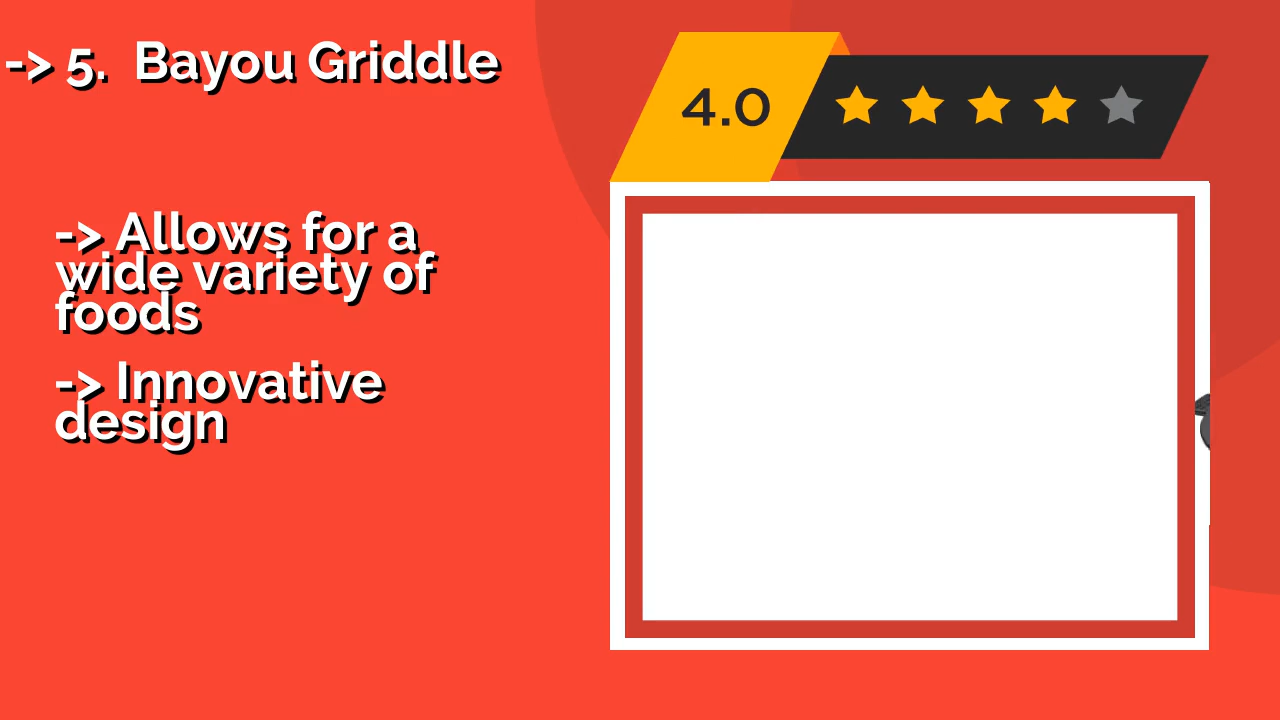 -> 5.  Bayou Griddle
4.0
-> Allows for a
wide variety of
foods
-> Innovative
design